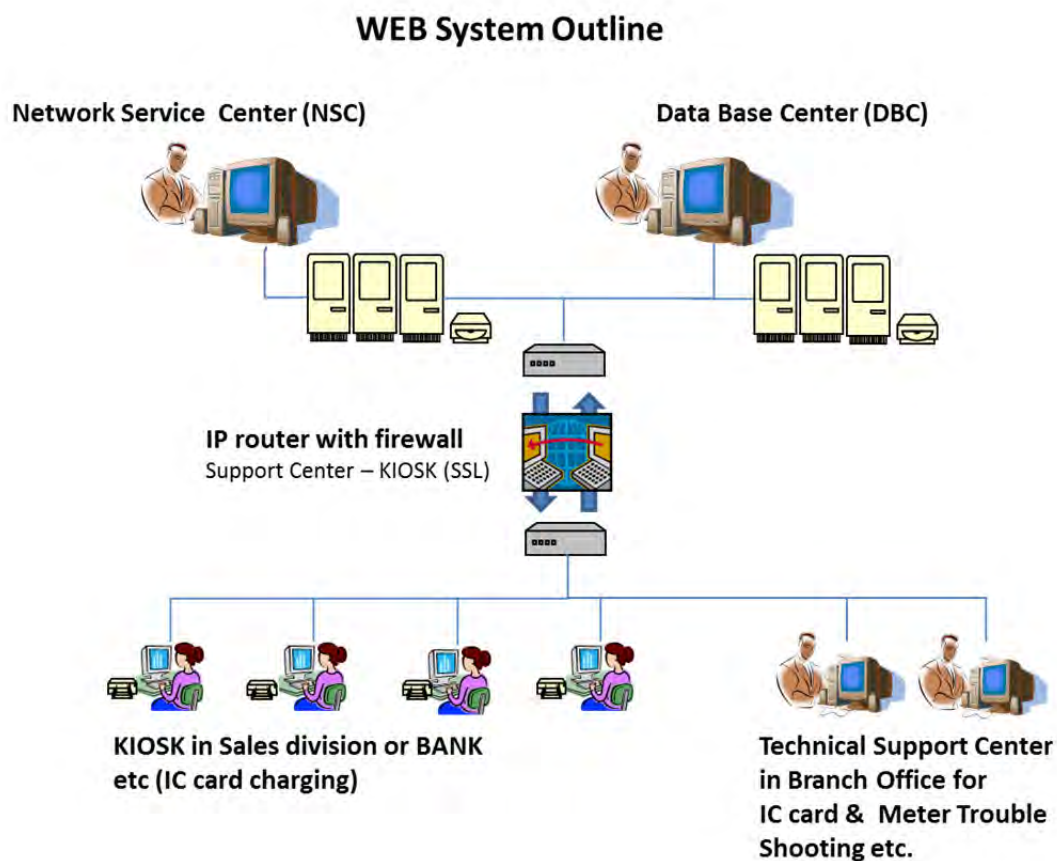 WEB System Outline
Network Service Center (NSC)
Data Base Center (DBC)
IP router with firewall
Support Center – KIOSK (SSL)
KIOSK in Sales division or BANK
etc (IC card charging)
Technical Support Center
in Branch Office for
IC card & Meter Trouble
Shooting etc.